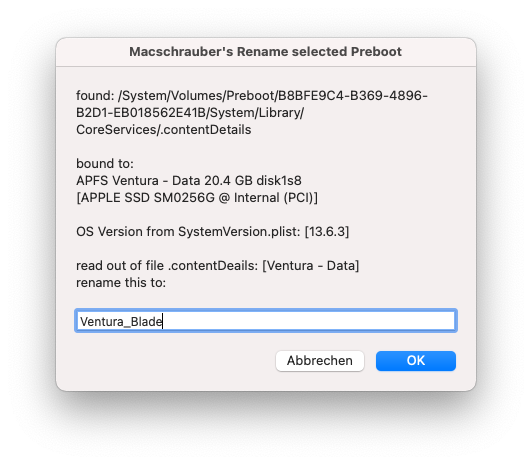 Macschrauber's Rename selected Preboot
found: /System/Volumes/Preboot/B8BFE9C4-B369-4896-
B2D1-EB018562E41B/System/Library/
CoreServices/.contentDetails
bound to:
APFS Ventura - Data 20.4 GB disk1s8
[APPLE SSD SM0256G @ Internal (PCI)]
OS Version from SystemVersion.plist: [13.6.3]
read out of file .contentDeails: [Ventura - Data]
rename this to:
Ventura_Blade
Abbrechen
OK